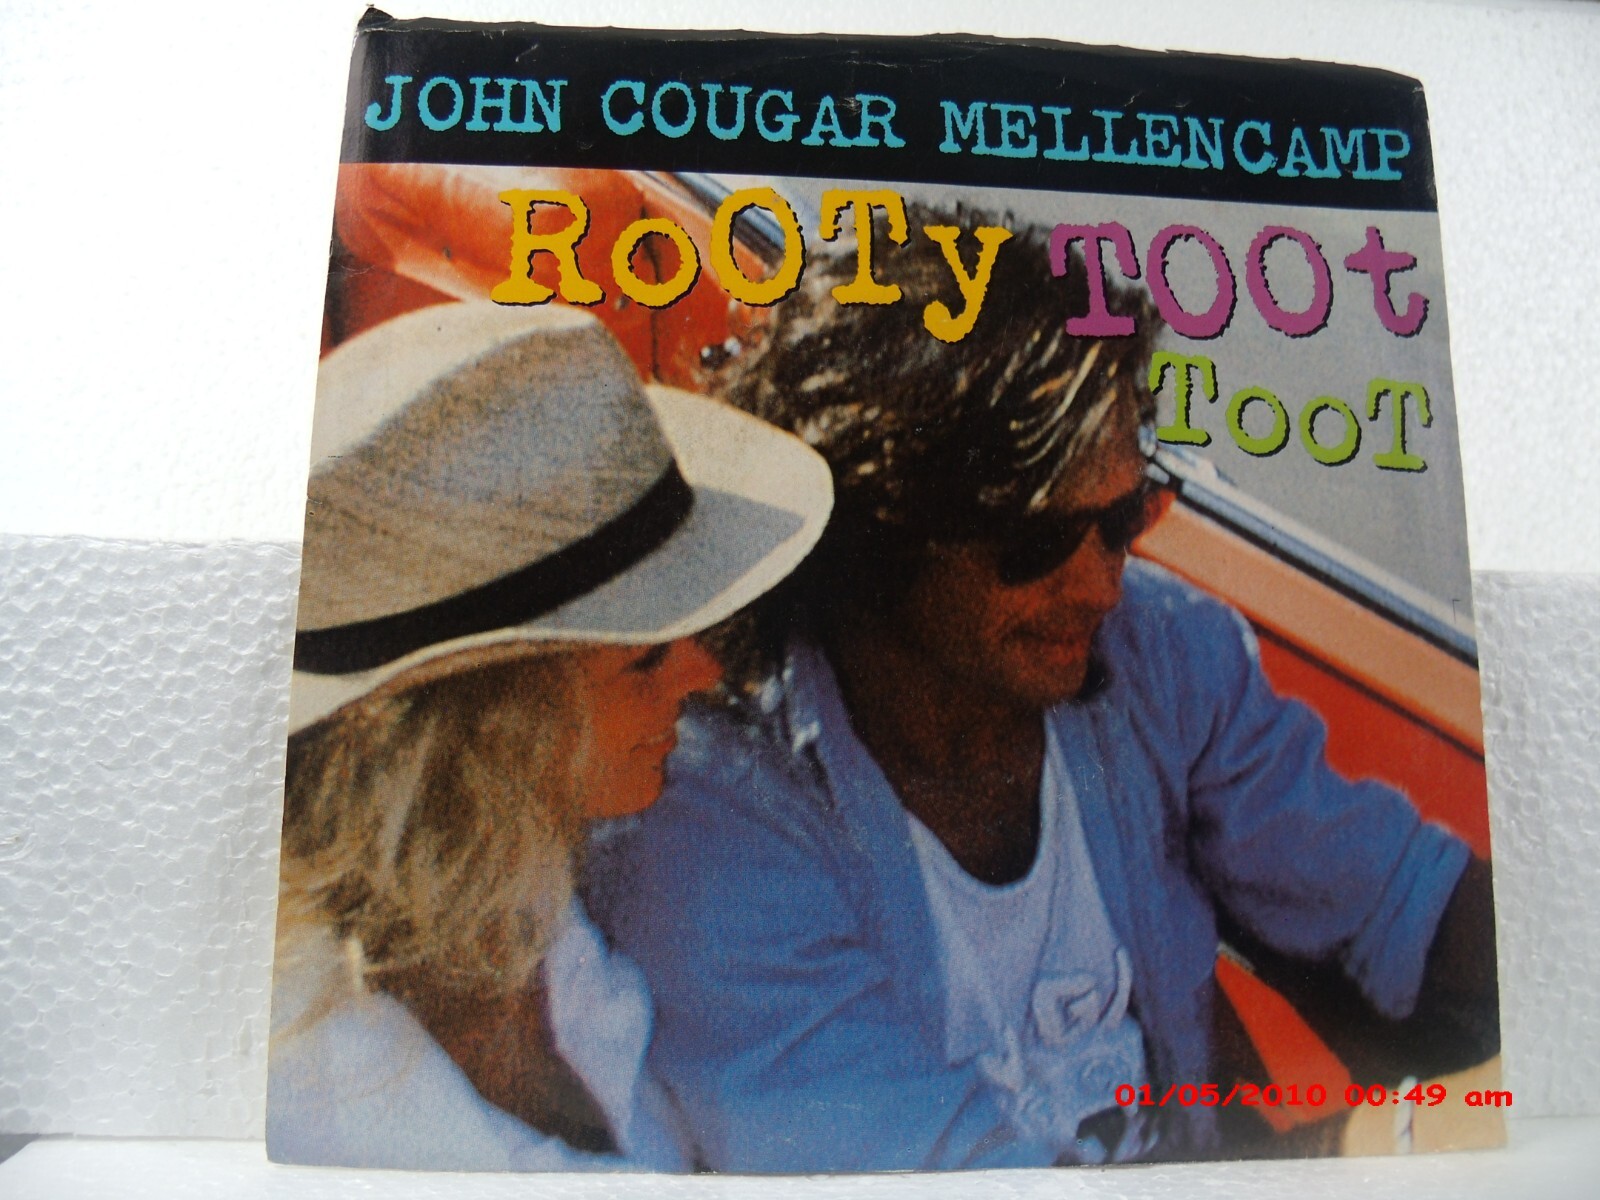 JOHN COUGAR MELLENCAMP
RoOTy TOOt
TooT
01/05/2010 00:49 am